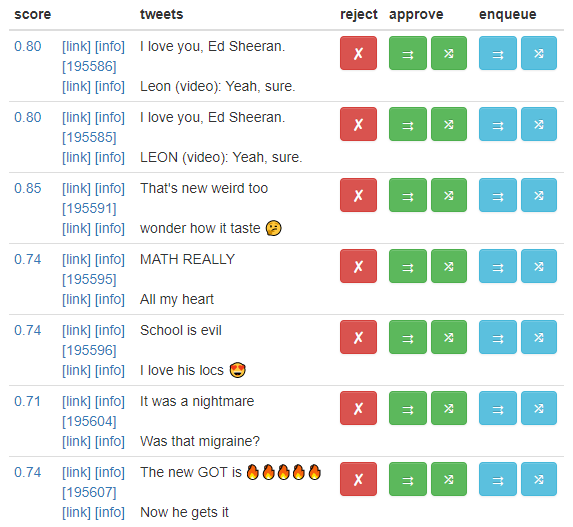 score tweets reject approve enqueue
0.80 [link] [info] I love you, Ed Sheeran.
[195586]
[link] [info] Leon (video): Yeah, sure.
0.80 [link] [info] I love you, Ed Sheeran.
[195585]
[link] [info] LEON (video): Yeah, sure.
0.85 [link] [info] That's new weird too
[195591]
[link] [info] wonder how it taste 🤔
0.74 [link] [info] MATH REALLY
[195595]
[link] [info] All my heart
0.74 [link] [info] School is evil
[195596]
[link] [info] I love his locs 😍
0.71 [link] [info] It was a nightmare
[195604]
[link] [info] Was that migraine?
0.74 [link] [info] The new GOT is 🔥🔥🔥🔥🔥
[195607]
[link] [info] Now he gets it